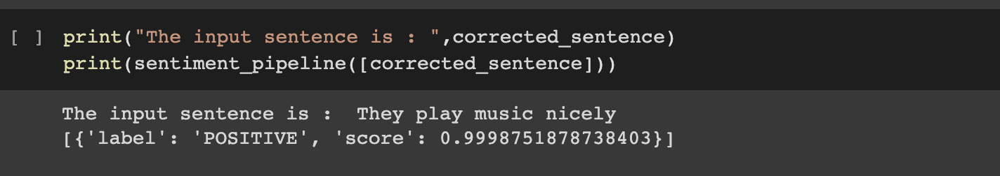 [ ] print("The input sentence is : ",corrected_sentence)
print(sentiment_pipeline([corrected_sentence]))
The input sentence is :  They play music nicely
[{'label': 'POSITIVE', 'score': 0.9998751878738403}]